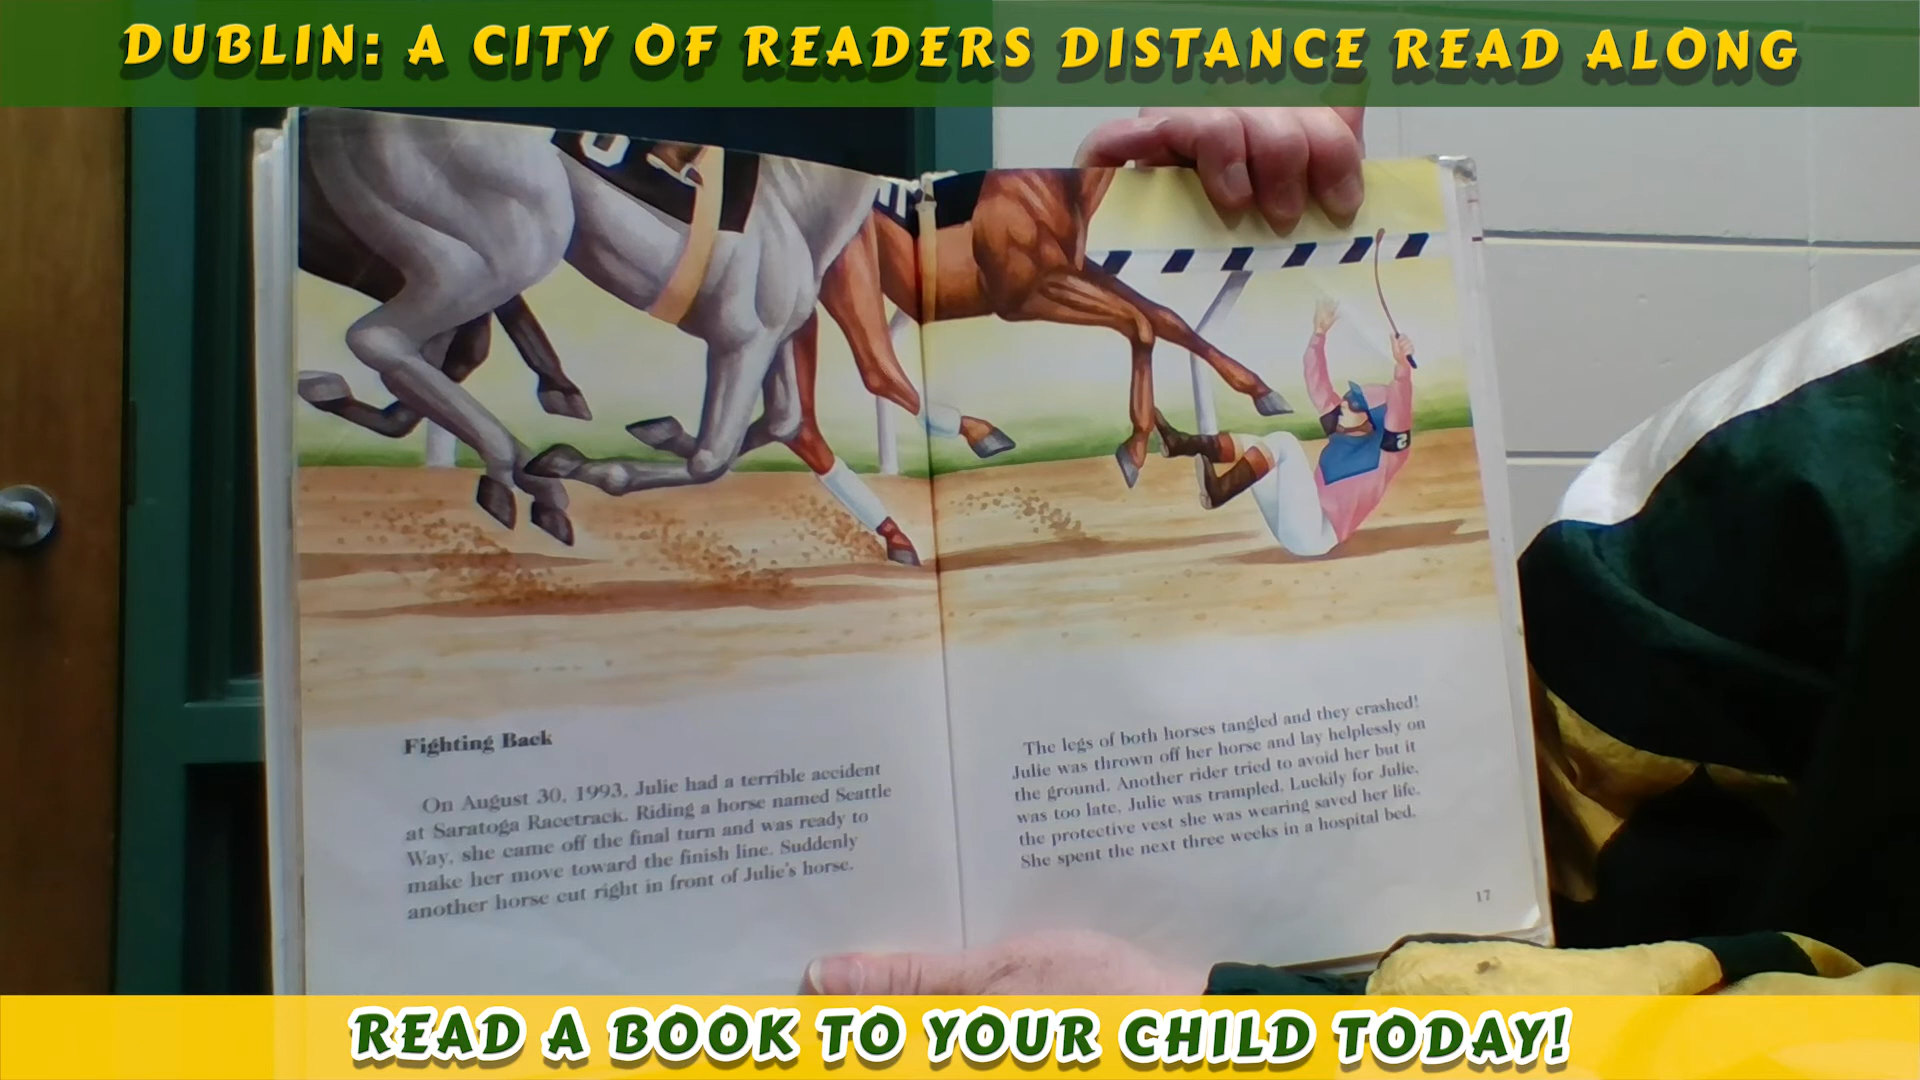 DUBLIN: A CITY OF READERS DISTANCE READ ALONG
2
Fighting Back
On August 30, 1993, Julie had a terrible accident
at Saratoga Racetrack. Riding a horse named Seattle
Way, she came off the final turn and was ready to
make her move toward the finish line. Suddenly
another horse cut right in front of Julie's horse.
The legs of both horses tangled and they crashed!
Julie was thrown off her horse and lay helplessly on
the ground. Another rider tried to avoid her but it
was too late. Julie was trampled. Luckily for Julie,
the protective vest she was wearing saved her life.
She spent the next three weeks in a hospital bed.
17
READ A BOOK TO YOUR CHILD TODAY!